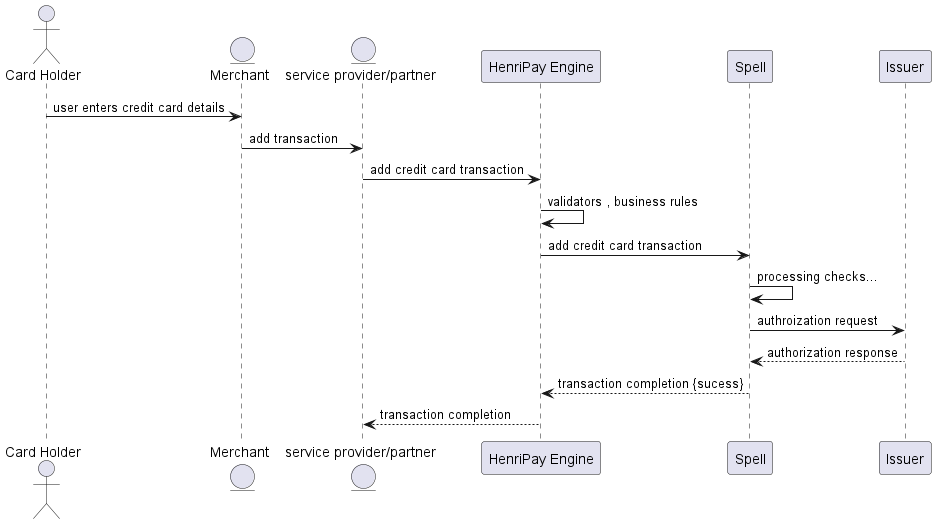 Card Holder
Merchant
service provider/partner
HenriPay Engine
Spell
Issuer
user enters credit card details
add transaction
add credit card transaction
validators , business rules
add credit card transaction
processing checks...
authroization request
authorization response
transaction completion {sucess}
transaction completion
Card Holder
Merchant
service provider/partner
HenriPay Engine
Spell
Issuer